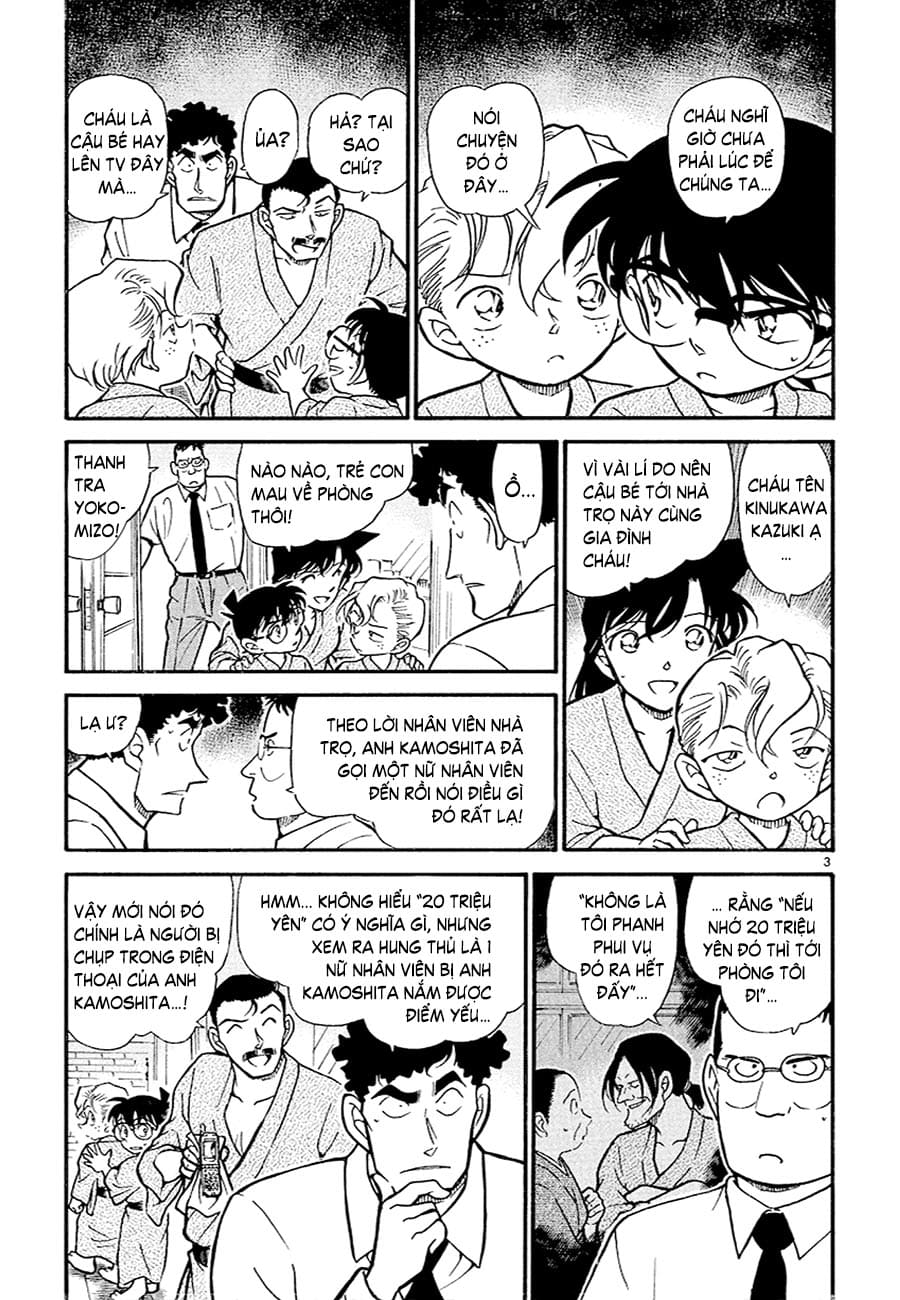 CHÁU NGHĨ
GIỜ CHƯA
PHẢI LÚC ĐỂ
CHÚNG TA...
NÓI
CHUYỆN
ĐÓ Ở
ĐÂY...
HẢ? TẠI
SAO
CHỨ?
ỦA?
CHÁU LÀ
CẬU BÉ HAY
LÊN TV ĐÂY
MÀ...
CHÁU TÊN
KINUKAWA
KAZUKI Ạ
...
VÌ VÀI LÍ DO NÊN
CẬU BÉ TỚI NHÀ
TRỌ NÀY CÙNG
GIA ĐÌNH
CHÁU!
Ồ...
NÀO NÀO, TRẺ CON
MAU VỀ PHÒNG
THÔI!
THANH
TRA
YOKO-
MIZO!
THEO LỜI NHÂN VIÊN NHÀ
TRỌ, ANH KAMOSHITA ĐÃ
GỌI MỘT NỮ NHÂN VIÊN
ĐẾN RỒI NÓI ĐIỀU GÌ
ĐÓ RẤT LẠ!
LẠ Ư?
3
... RẰNG "NẾU
NHỚ 20 TRIỆU
YÊN ĐÓ THÌ TỚI
PHÒNG TÔI
ĐI"...
"KHÔNG LÀ
TÔI PHANH
PHUI VỤ
ĐÓ RA HẾT
ĐẤY"...
HMM... KHÔNG HIỂU "20 TRIỆU
YÊN" CÓ Ý NGHĨA GÌ, NHƯNG
XEM RA HUNG THỦ LÀ 1
NỮ NHÂN VIÊN BỊ ANH
KAMOSHITA NẮM ĐƯỢC
ĐIỂM YẾU...
VẬY MỚI NÓI ĐÓ
CHÍNH LÀ NGƯỜI BỊ
CHỤP TRONG ĐIỆN
THOẠI CỦA ANH
KAMOSHITA...!